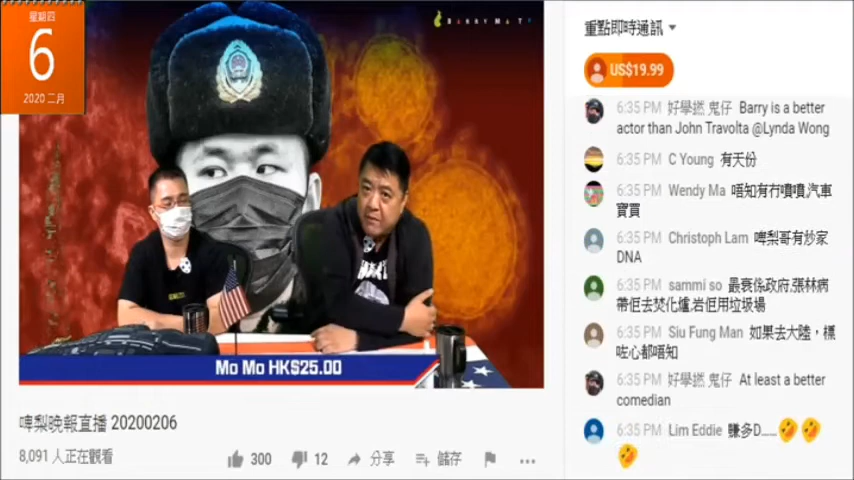 星期四
6
2020 二月
BARRY MA TV
Mo Mo HK$25.00
啤梨晚報直播 20200206
8,091 人正在觀看
300
12
分享
儲存
重點即時通訊
US$19.99
6:35 PM 好學撚 鬼仔 Barry is a better
actor than John Travolta @Lynda Wong
6:35 PM C Young 有天份
6:35 PM Wendy Ma 唔知有冇噴噴,汽車
寶買
6:35 PM Christoph Lam 啤梨哥有炒家
DNA
6:35 PM sammi so 最衰係政府,張林病
帶佢去焚化爐,岩佢用垃圾場
6:35 PM Siu Fung Man 如果去大陸，標
咗心都唔知
6:35 PM 好學撚 鬼仔 At least a better
comedian
6:35 PM Lim Eddie 賺多D......